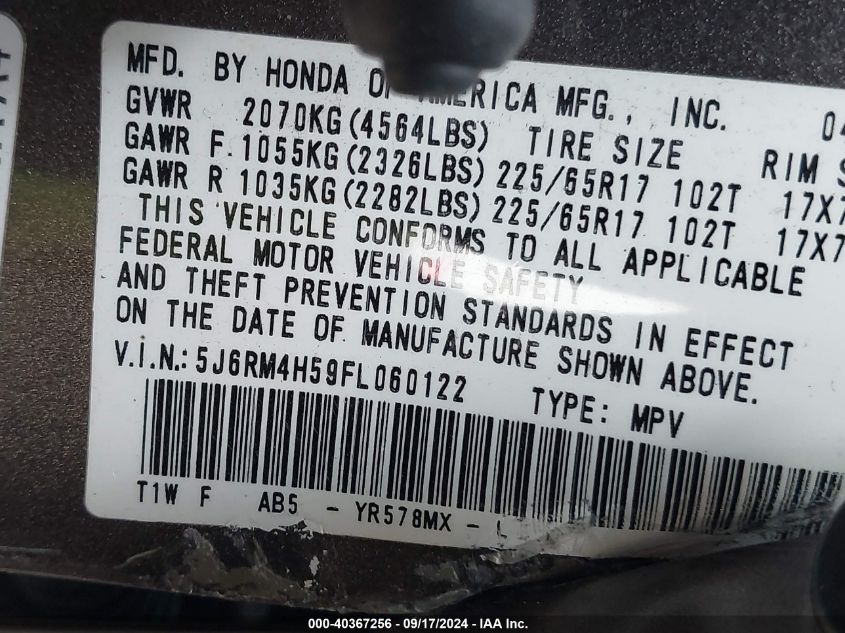 MFD. BY HONDA OF AMERICA MFG., INC. 04
GVWR 2070KG (4564LBS) TIRE SIZE RIM S
GAWR F 1055KG (2326LBS) 225/65R17 102T 17X7
GAWR R 1035KG (2282LBS) 225/65R17 102T 17X7
THIS VEHICLE CONFORMS TO ALL APPLICABLE
FEDERAL MOTOR VEHICLE SAFETY
AND THEFT PREVENTION STANDARDS IN EFFECT
ON THE DATE OF MANUFACTURE SHOWN ABOVE.
V.I.N.: 5J6RM4H59FL060122 TYPE: MPV
T1W F AB5 - YR578MX -
000-40367256 - 09/17/2024 - IAA Inc.